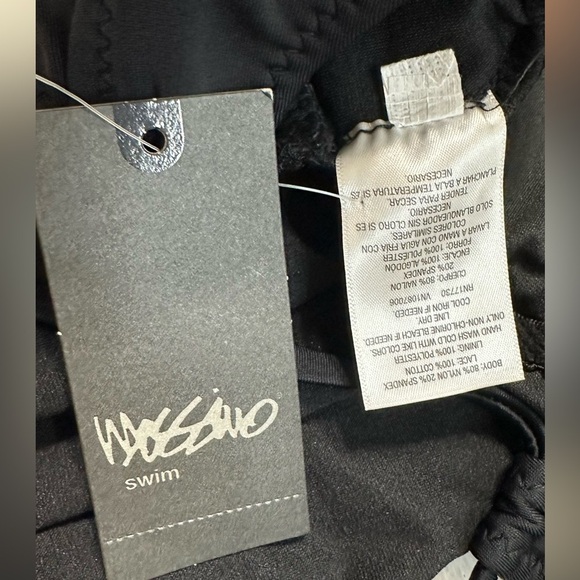 MOSSIMO
swim
BODY: 80% NYLON 20% SPANDEX
LACE: 100% COTTON
LINING: 100% POLYESTER
HAND WASH COLD WITH LIKE COLORS.
ONLY NON-CHLORINE BLEACH IF NEEDED.
LINE DRY.
COOL IRON IF NEEDED.
RN17730 VN1087006
CUERPO: 80% NAILON
20% SPANDEX
ENCAJE: 100% ALGODON
FORRO: 100% POLIESTER
LAVAR A MANO CON AGUA FRIA CON
COLORES SIMILARES.
SOLO BLANQUEADOR SIN CLORO SI ES
NECESARIO.
TENDER PARA SECAR.
PLANCHAR A BAJA TEMPERATURA SI ES
NECESARIO.